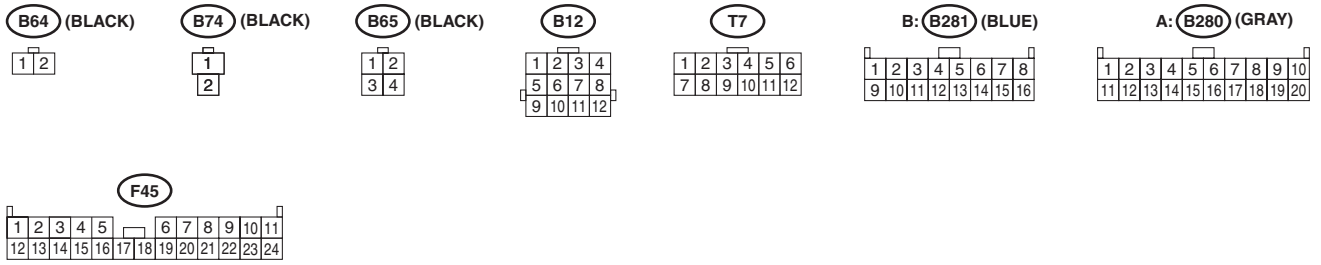 B64 (BLACK)
1 2
B74 (BLACK)
1
2
B65 (BLACK)
1 2
3 4
B12
1 2 3 4
5 6 7 8
9 10 11 12
T7
1 2 3 4 5 6
7 8 9 10 11 12
B: B281 (BLUE)
1 2 3 4 5 6 7 8
9 10 11 12 13 14 15 16
A: B280 (GRAY)
1 2 3 4 5 6 7 8 9 10
11 12 13 14 15 16 17 18 19 20
F45
1 2 3 4 5 6 7 8 9 10 11
12 13 14 15 16 17 18 19 20 21 22 23 24